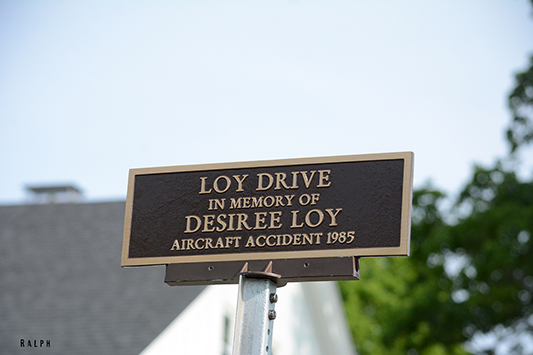 LOY DRIVE
IN MEMORY OF
DESIREE LOY
AIRCRAFT ACCIDENT 1985
RALPH